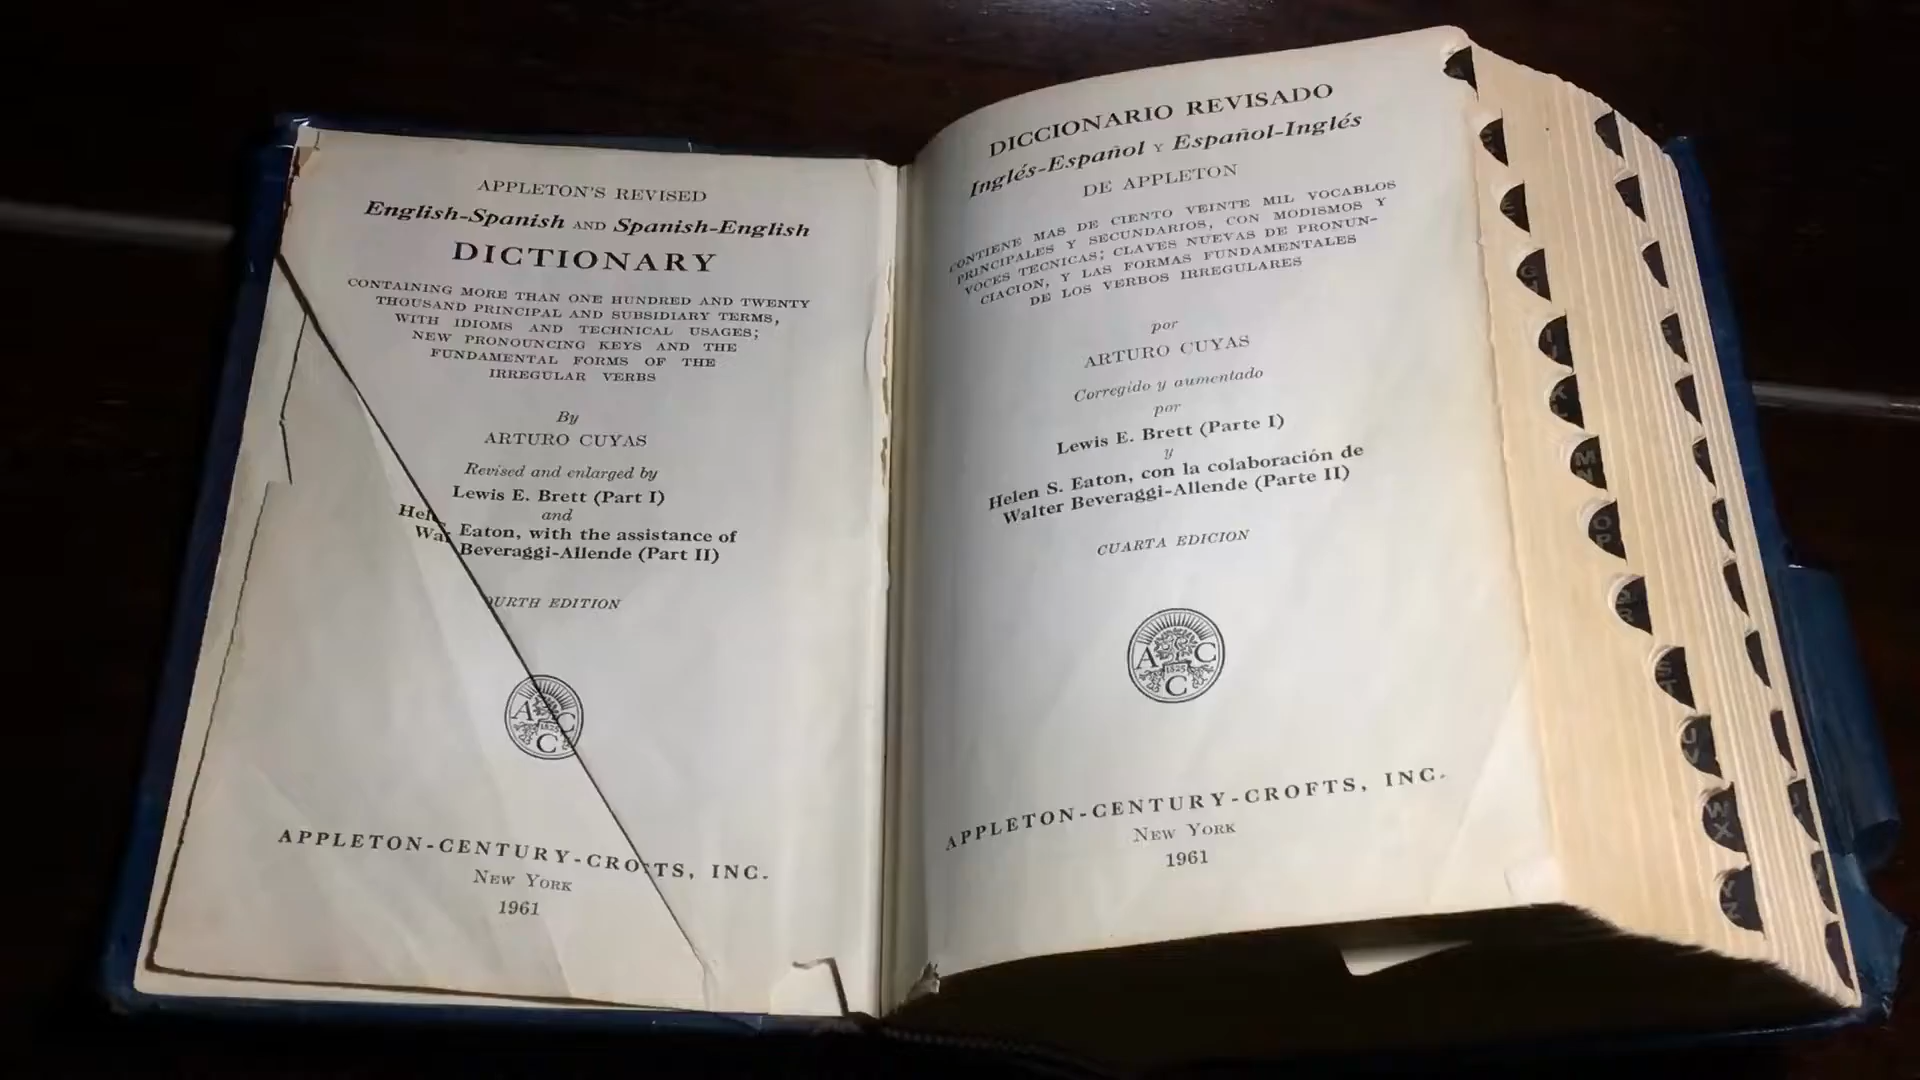 APPLETON'S REVISED
English-Spanish AND Spanish-English
DICTIONARY
CONTAINING MORE THAN ONE HUNDRED AND TWENTY
THOUSAND PRINCIPAL AND SUBSIDIARY TERMS,
WITH IDIOMS AND TECHNICAL USAGES;
NEW PRONOUNCING KEYS AND THE
FUNDAMENTAL FORMS OF THE
IRREGULAR VERBS
By
ARTURO CUYAS
Revised and enlarged by
Lewis E. Brett (Part I)
and
Hel Eaton, with the assistance of
Wa Beveraggi-Allende (Part II)
URTH EDITION
A C
1825
C
APPLETON-CENTURY-CROFTS, INC.
NEW YORK
1961
DICCIONARIO REVISADO
Inglés-Español Y Español-Inglés
DE APPLETON
CONTIENE MAS DE CIENTO VEINTE MIL VOCABLOS
PRINCIPALES Y SECUNDARIOS, CON MODISMOS Y
VOCES TECNICAS; CLAVES NUEVAS DE PRONUN-
CIACION, Y LAS FORMAS FUNDAMENTALES
DE LOS VERBOS IRREGULARES
por
ARTURO CUYAS
Corregido y aumentado
por
Lewis E. Brett (Parte I)
y
Helen S. Eaton, con la colaboración de
Walter Beveraggi-Allende (Parte II)
CUARTA EDICION
A C
1825
C
APPLETON-CENTURY-CROFTS, INC.
NEW YORK
1961
A
G
K
L
M
N
O
P
Q
R
S
T
U
V
W
X
Y
Z